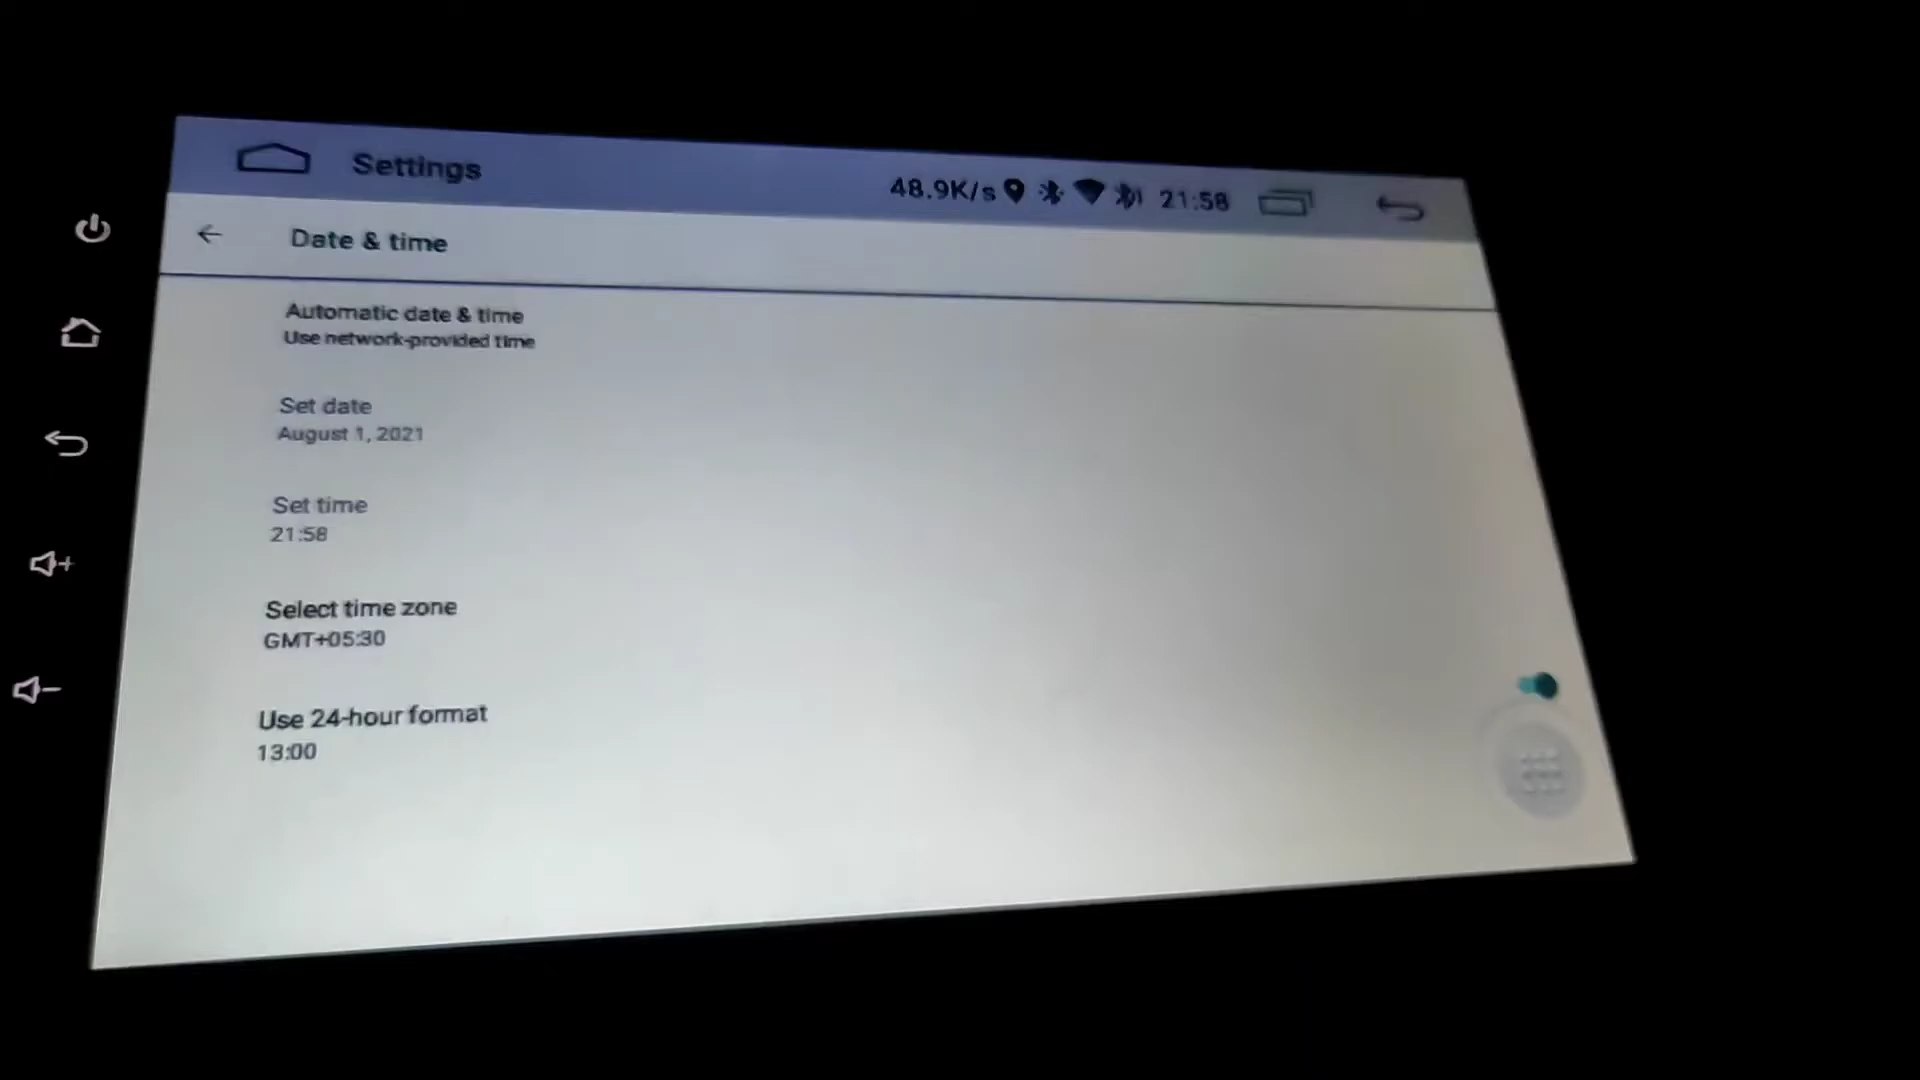 Settings
48.9K/s 21:58
Date & time
Automatic date & time
Use network-provided time
Set date
August 1, 2021
Set time
21:58
Select time zone
GMT+05:30
Use 24-hour format
13:00